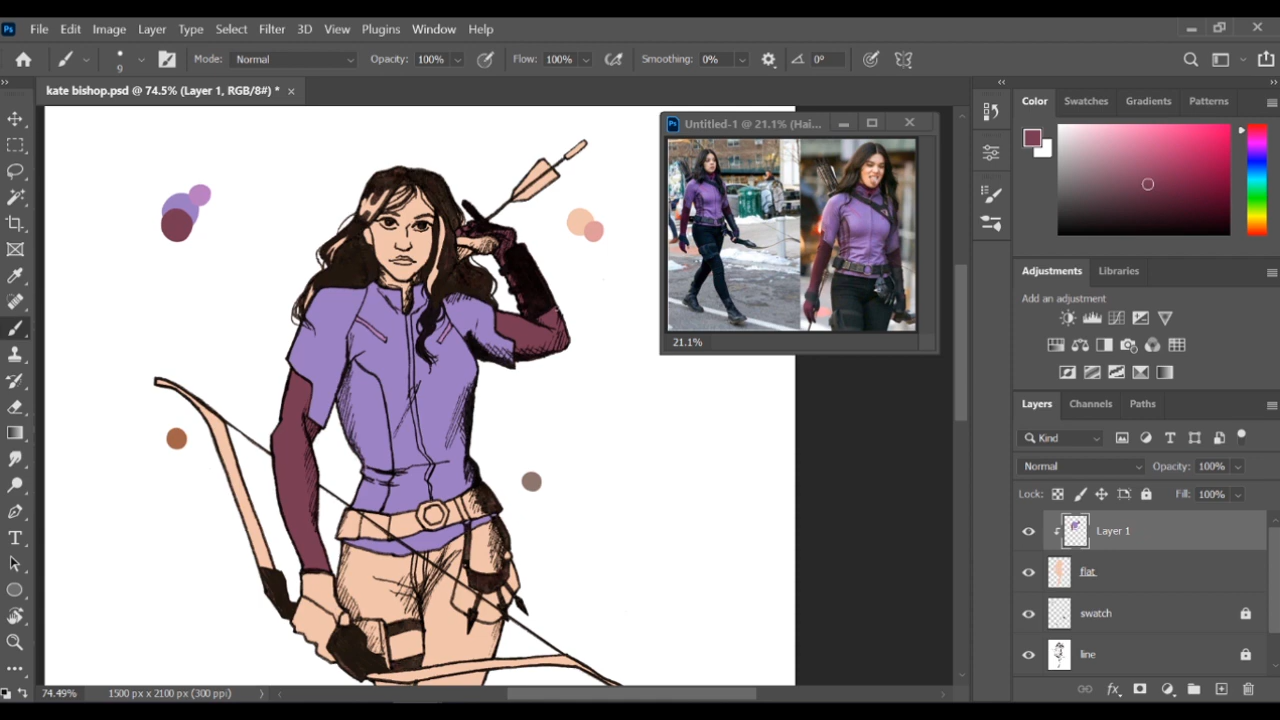 Ps File Edit Image Layer Type Select Filter 3D View Plugins Window Help
9 Mode: Normal Opacity: 100% Flow: 100% Smoothing: 0% 0°
kate bishop.psd @ 74.5% (Layer 1, RGB/8#) *
Ps Untitled-1 @ 21.1% (Hai...
21.1%
Color Swatches Gradients Patterns
Adjustments Libraries
Add an adjustment
Layers Channels Paths
Kind
Normal Opacity: 100%
Lock: Fill: 100%
Layer 1
flat
swatch
line
74.49% 1500 px x 2100 px (300 ppi)